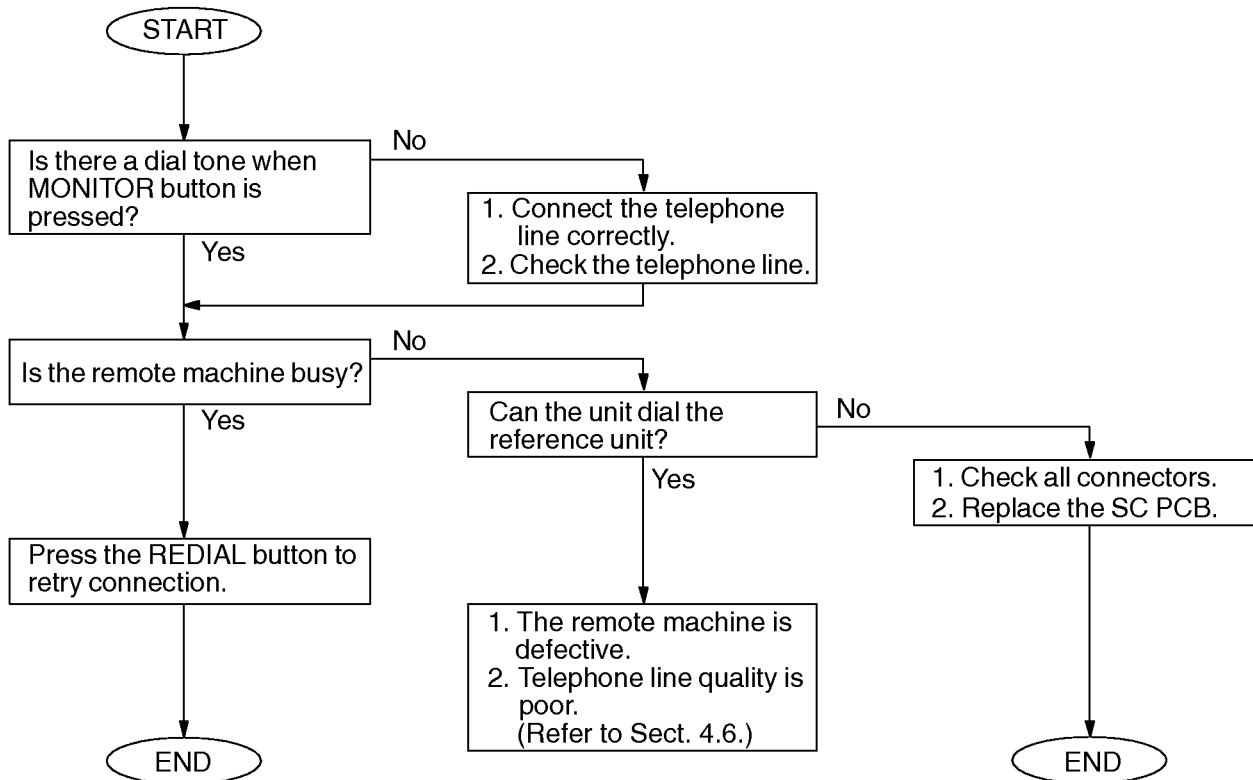 START
Is there a dial tone when
MONITOR button is
pressed?
No
1. Connect the telephone
line correctly.
2. Check the telephone line.
Yes
Is the remote machine busy?
No
Can the unit dial the
reference unit?
No
1. Check all connectors.
2. Replace the SC PCB.
Yes
Yes
Press the REDIAL button to
retry connection.
1. The remote machine is
defective.
2. Telephone line quality is
poor.
(Refer to Sect. 4.6.)
END
END